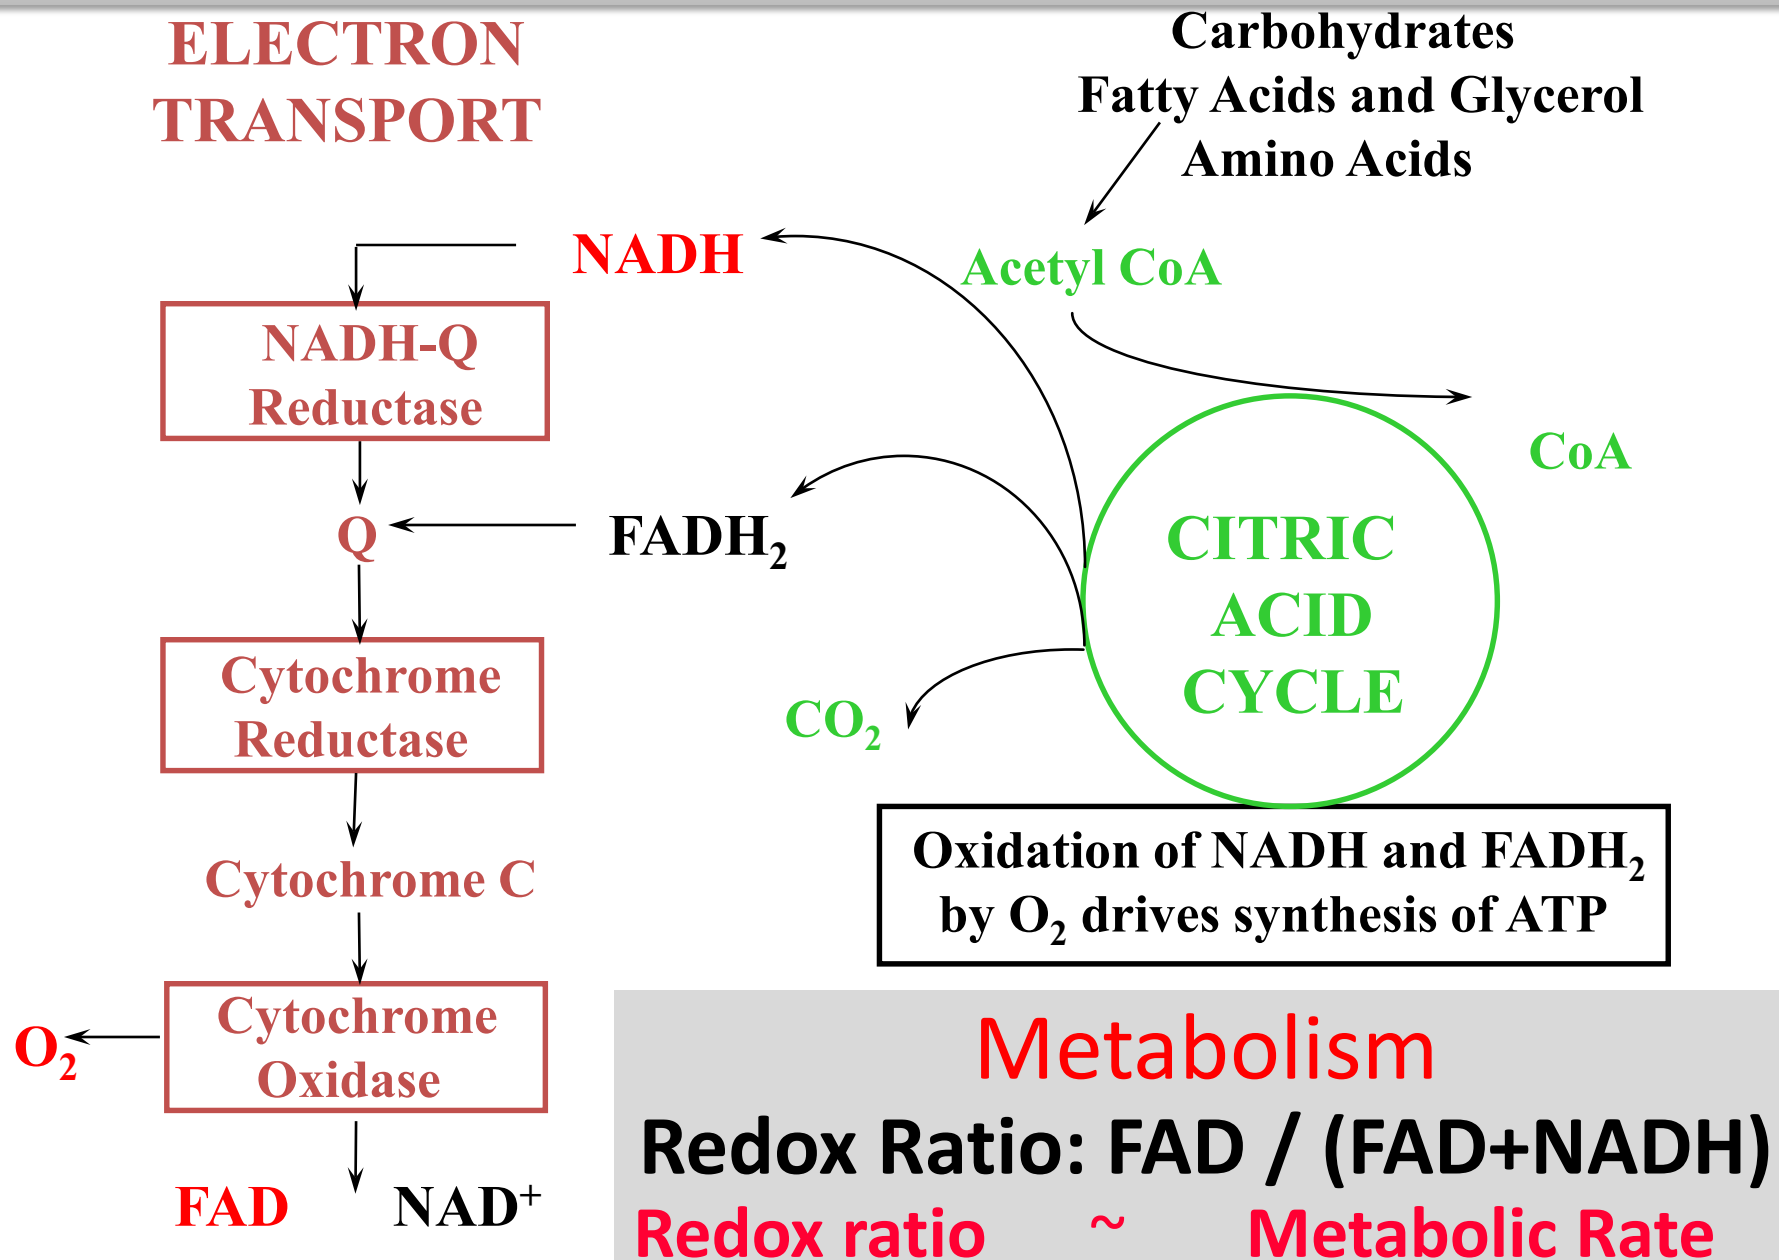 ELECTRON
TRANSPORT
Carbohydrates
Fatty Acids and Glycerol
Amino Acids
NADH
Acetyl CoA
NADH-Q
Reductase
CoA
Q
FADH₂
CITRIC
ACID
CYCLE
Cytochrome
Reductase
CO₂
Cytochrome C
Oxidation of NADH and FADH₂
by O₂ drives synthesis of ATP
Cytochrome
Oxidase
O₂
FAD
NAD⁺
Metabolism
Redox Ratio: FAD / (FAD+NADH)
Redox ratio ~ Metabolic Rate